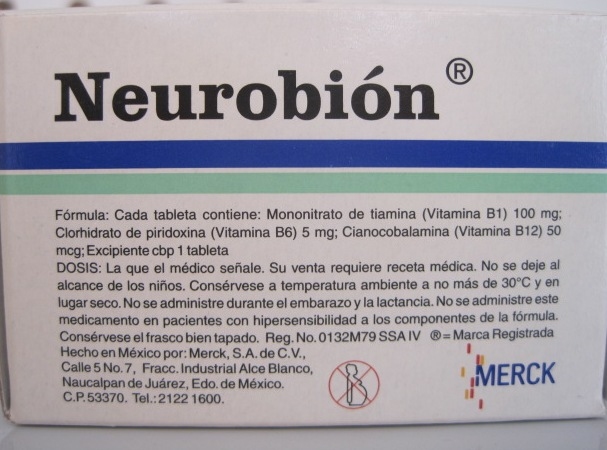 Neurobión ®
Fórmula: Cada tableta contiene: Mononitrato de tiamina (Vitamina B1) 100 mg;
Clorhidrato de piridoxina (Vitamina B6) 5 mg; Cianocobalamina (Vitamina B12) 50
mcg; Excipiente cbp 1 tableta
DOSIS: La que el médico señale. Su venta requiere receta médica. No se deje al
alcance de los niños. Consérvese a temperatura ambiente a no más de 30°C y en
lugar seco. No se administre durante el embarazo y la lactancia. No se administre este
medicamento en pacientes con hipersensibilidad a los componentes de la fórmula.
Consérvese el frasco bien tapado. Reg. No. 0132M79 SSA IV ®= Marca Registrada
Hecho en México por: Merck, S.A. de C.V.,
Calle 5 No. 7, Fracc. Industrial Alce Blanco,
Naucalpan de Juárez, Edo. de México.
C.P. 53370. Tel.: 2122 1600.
MERCK